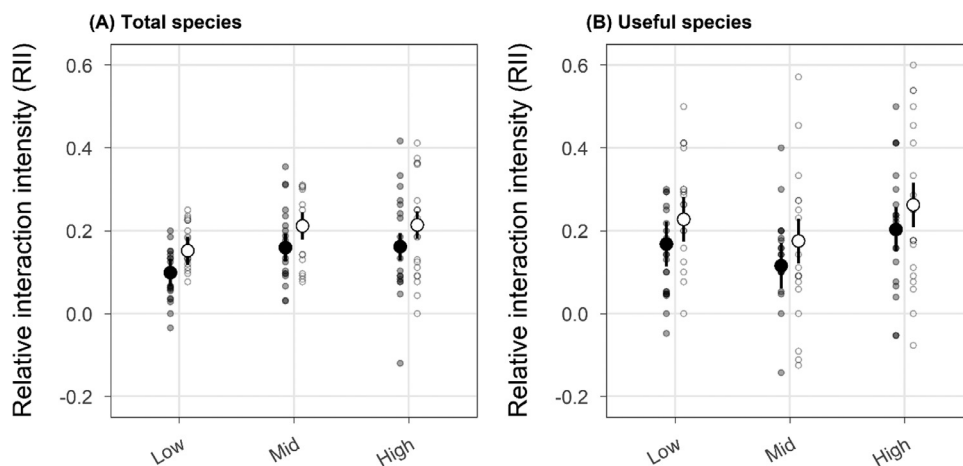 (A) Total species
Relative interaction intensity (RII)
0.6
0.4
0.2
0.0
-0.2
Low
Mid
High
(B) Useful species
Relative interaction intensity (RII)
0.6
0.4
0.2
0.0
-0.2
Low
Mid
High